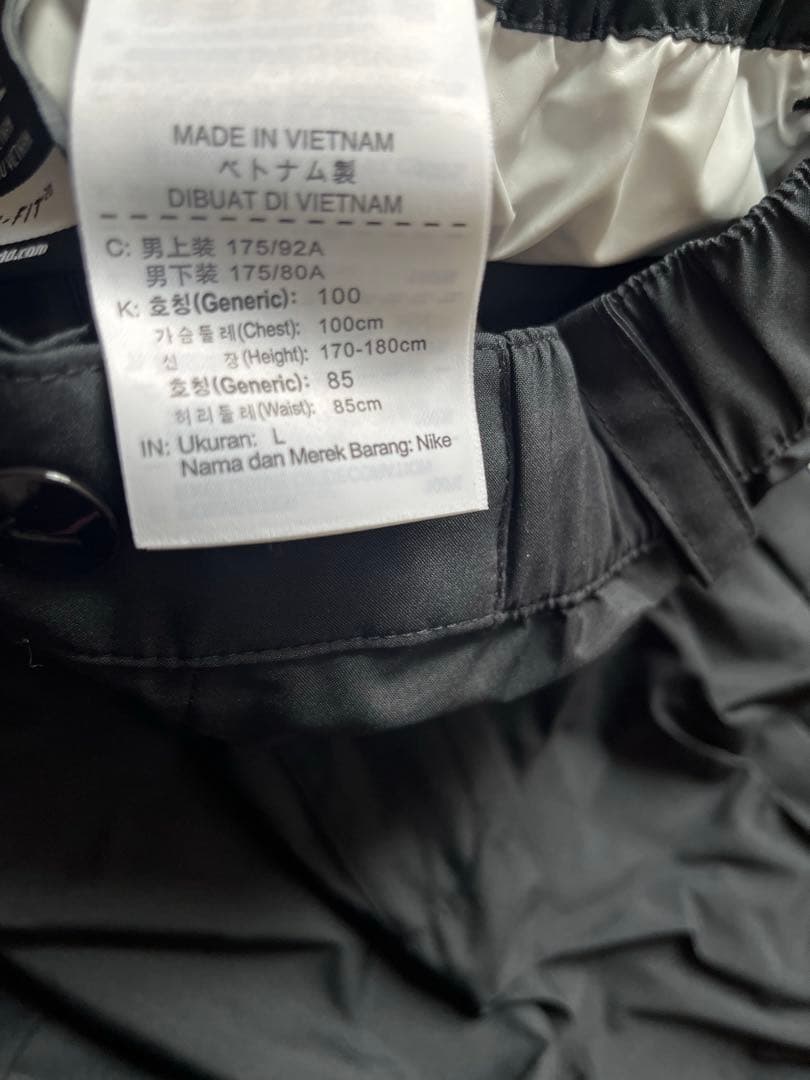 MADE IN VIETNAM
ベトナム製
DIBUAT DI VIETNAM
C: 男上装 175/92A
男下装 175/80A
K: 호칭(Generic): 100
가슴둘레(Chest): 100cm
신 장(Height): 170-180cm
호칭(Generic): 85
허리둘레(Waist): 85cm
IN: Ukuran: L
Nama dan Merek Barang: Nike
-FIT